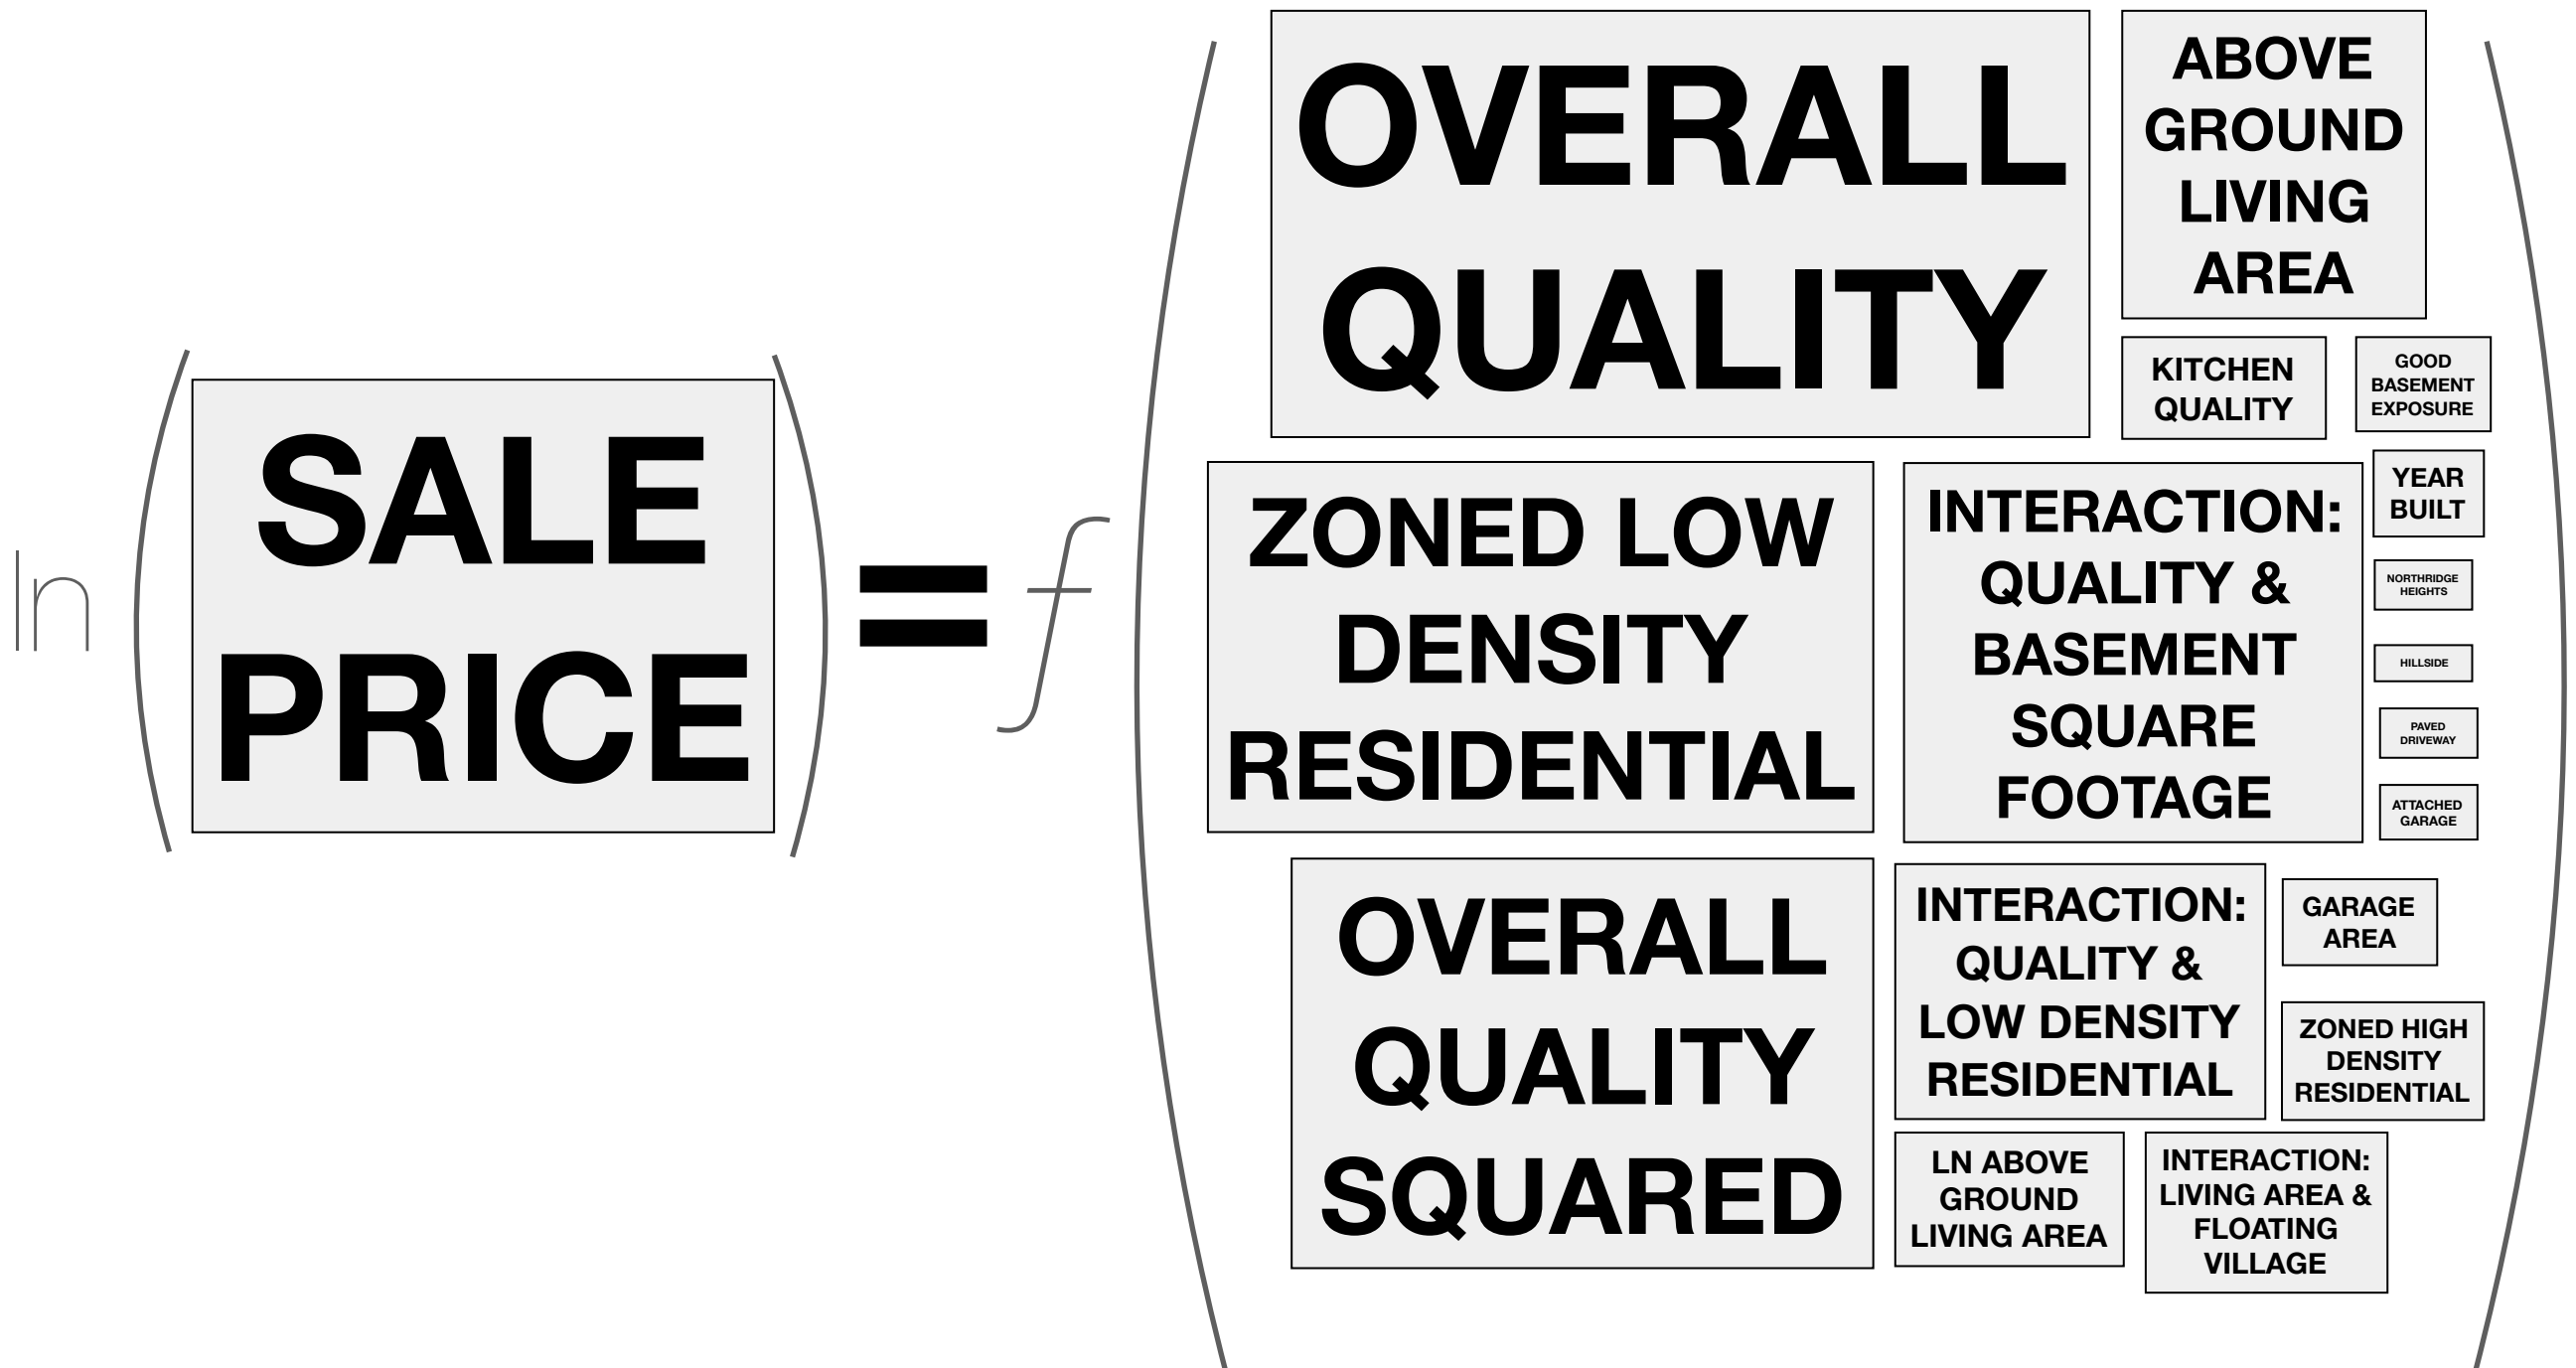 ln
SALE
PRICE
=
f
OVERALL
QUALITY
ABOVE
GROUND
LIVING
AREA
KITCHEN
QUALITY
GOOD
BASEMENT
EXPOSURE
ZONED LOW
DENSITY
RESIDENTIAL
INTERACTION:
QUALITY &
BASEMENT
SQUARE
FOOTAGE
YEAR
BUILT
NORTHRIDGE
HEIGHTS
HILLSIDE
PAVED
DRIVEWAY
ATTACHED
GARAGE
OVERALL
QUALITY
SQUARED
INTERACTION:
QUALITY &
LOW DENSITY
RESIDENTIAL
GARAGE
AREA
ZONED HIGH
DENSITY
RESIDENTIAL
LN ABOVE
GROUND
LIVING AREA
INTERACTION:
LIVING AREA &
FLOATING
VILLAGE